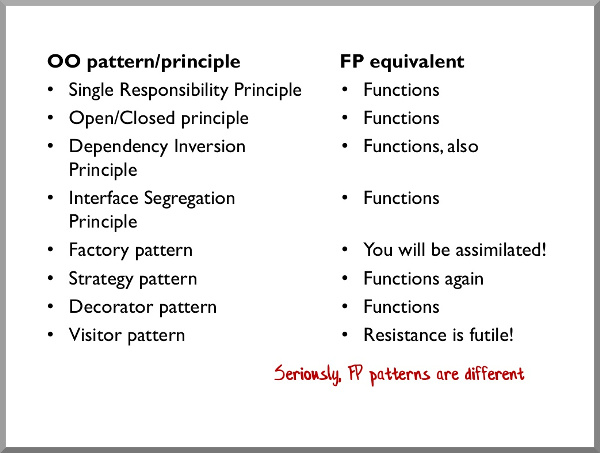 OO pattern/principle FP equivalent
• Single Responsibility Principle • Functions
• Open/Closed principle • Functions
• Dependency Inversion • Functions, also
Principle
• Interface Segregation • Functions
Principle
• Factory pattern • You will be assimilated!
• Strategy pattern • Functions again
• Decorator pattern • Functions
• Visitor pattern • Resistance is futile!
Seriously, FP patterns are different